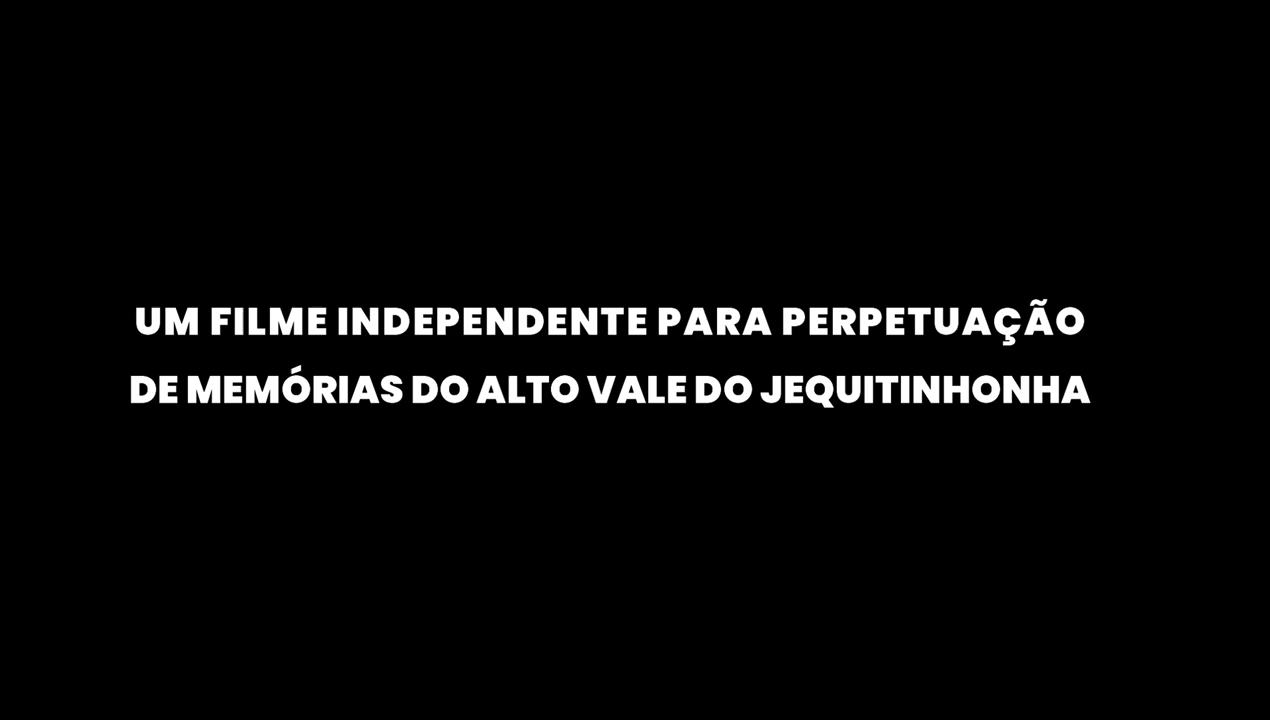 UM FILME INDEPENDENTE PARA PERPETUAÇÃO
DE MEMÓRIAS DO ALTO VALE DO JEQUITINHONHA